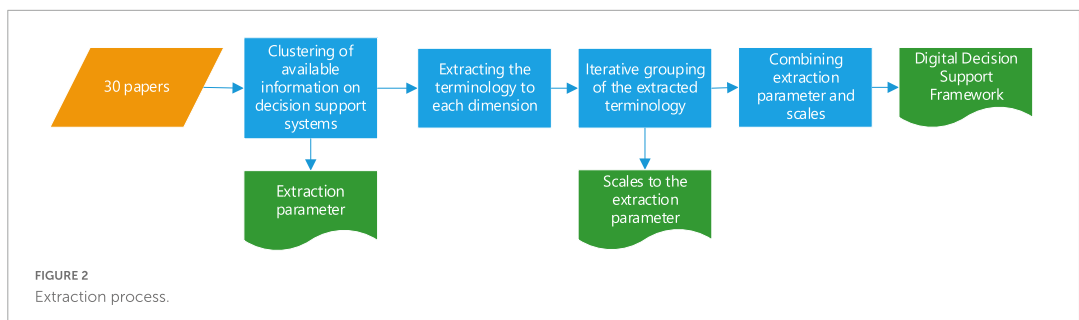 30 papers
Clustering of
available
information on
decision support
systems
Extracting the
terminology to
each dimension
Iterative grouping
of the extracted
terminology
Combining
extraction
parameter and
scales
Digital Decision
Support
Framework
Extraction
parameter
Scales to the
extraction
parameter
FIGURE 2
Extraction process.